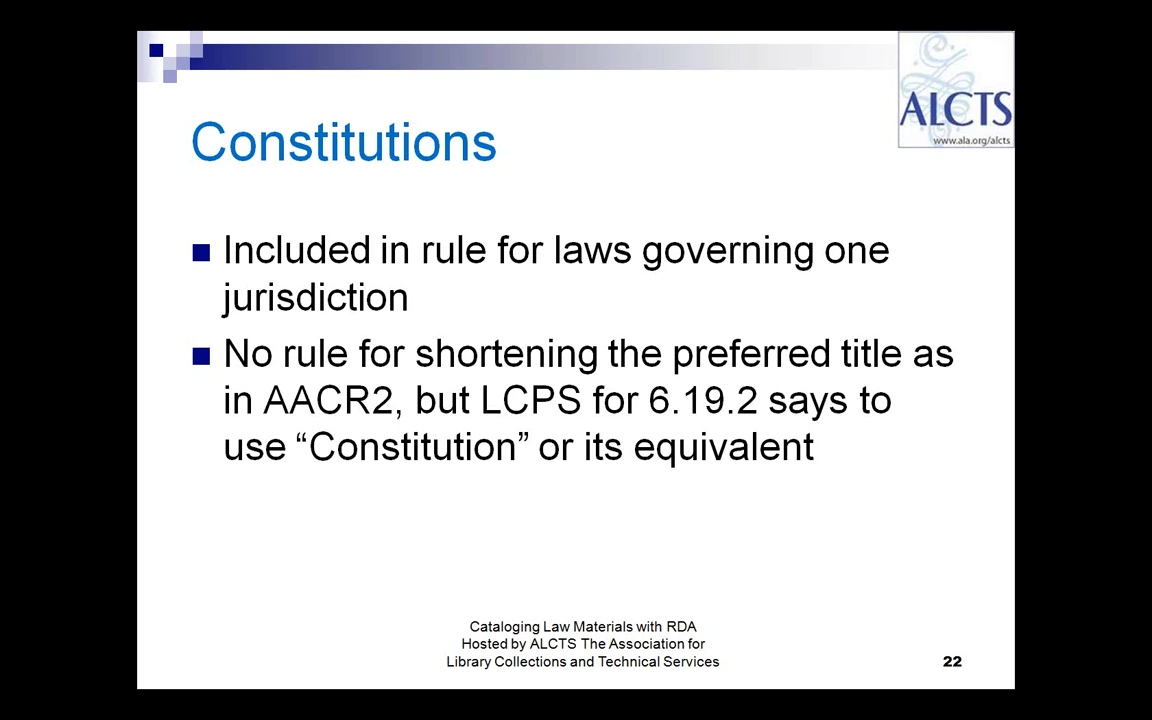 ALCTS
www.ala.org/alcts
Constitutions
Included in rule for laws governing one
jurisdiction
No rule for shortening the preferred title as
in AACR2, but LCPS for 6.19.2 says to
use “Constitution” or its equivalent
Cataloging Law Materials with RDA
Hosted by ALCTS The Association for
Library Collections and Technical Services
22